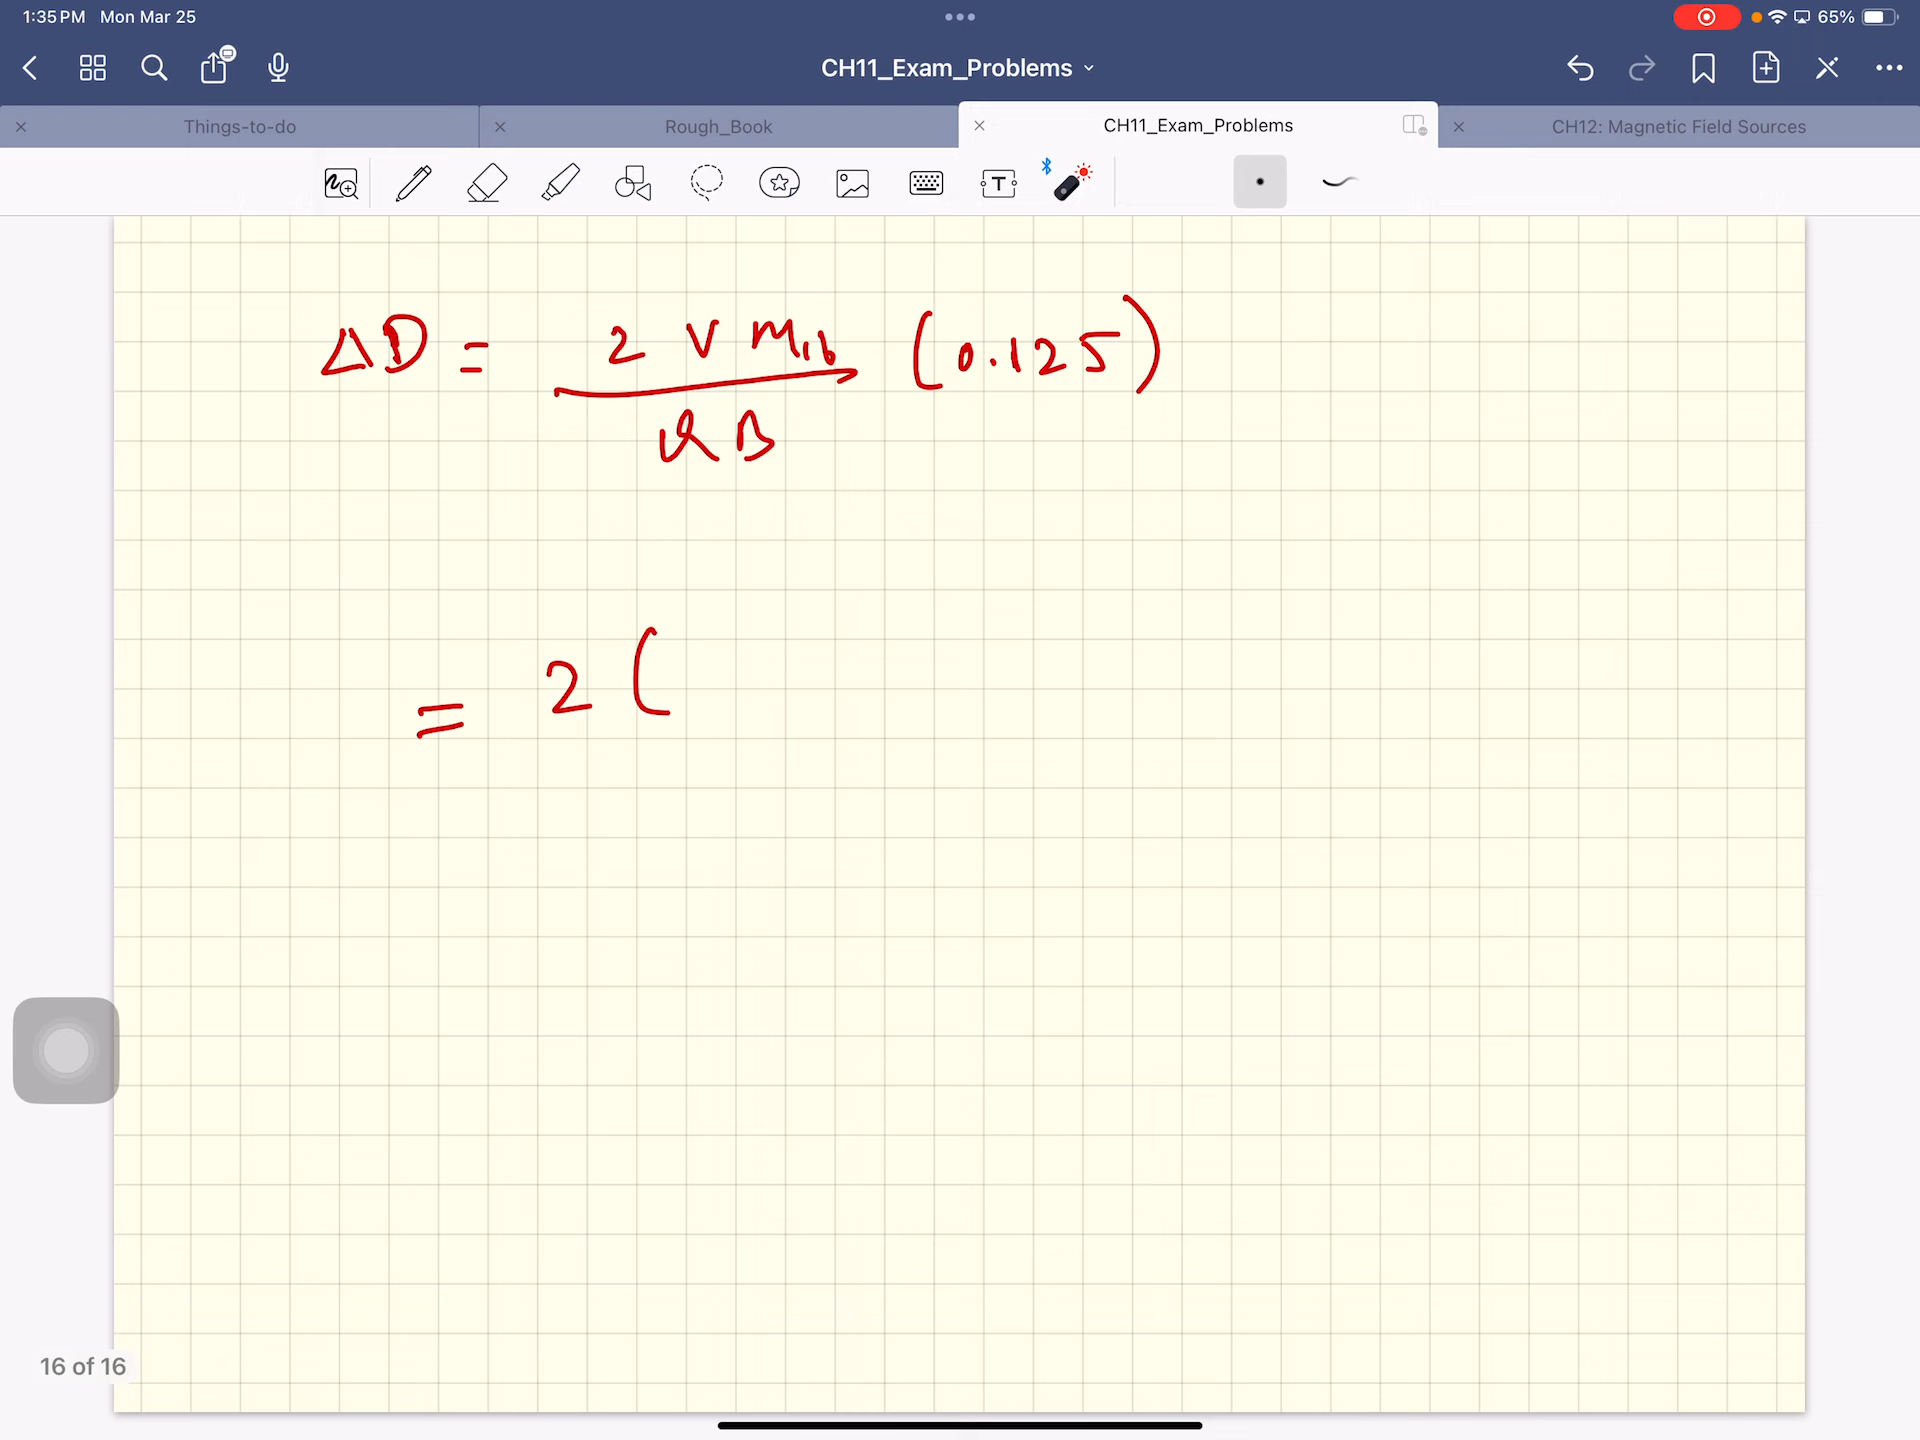 1:35 PM Mon Mar 25
65%
CH11_Exam_Problems
Things-to-do
Rough_Book
CH11_Exam_Problems
CH12: Magnetic Field Sources
T
ΔD = 2 V M₁₆ (0.125)
B
= 2 (
16 of 16